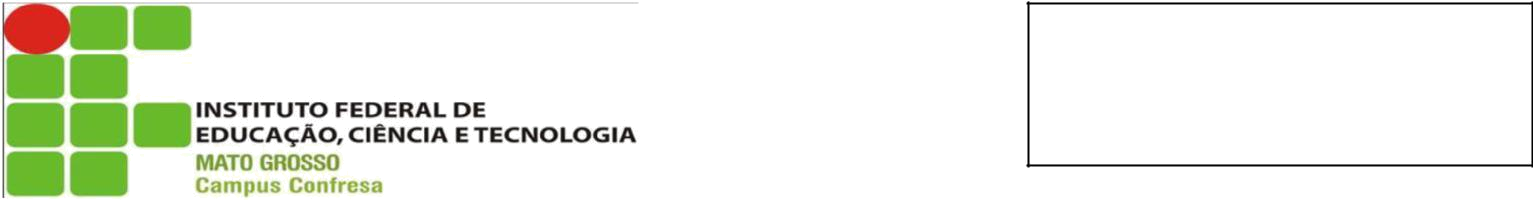 INSTITUTO FEDERAL DE
EDUCAÇÃO, CIÊNCIA E TECNOLOGIA
MATO GROSSO
Campus Confresa